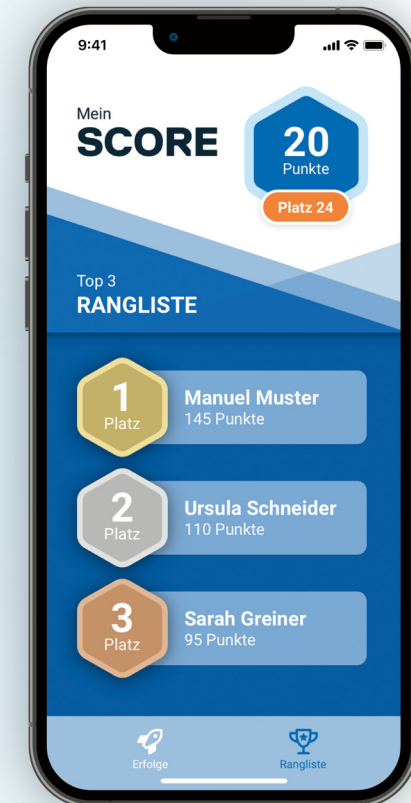 9:41
Mein
SCORE
20
Punkte
Platz 24
Top 3
RANGLISTE
1
Platz
Manuel Muster
145 Punkte
2
Platz
Ursula Schneider
110 Punkte
3
Platz
Sarah Greiner
95 Punkte
Erfolge
Rangliste